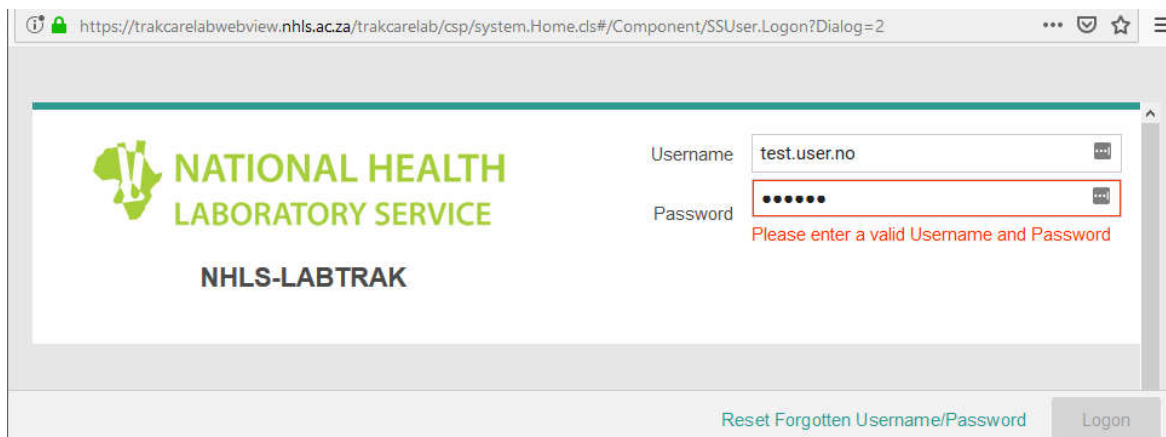 https://trakcarelabwebview.nhls.ac.za/trakcarelab/csp/system.Home.cls#/Component/SSUser.Logon?Dialog=2
NATIONAL HEALTH
LABORATORY SERVICE
NHLS-LABTRAK
Username test.user.no
Password ••••••
Please enter a valid Username and Password
Reset Forgotten Username/Password Logon